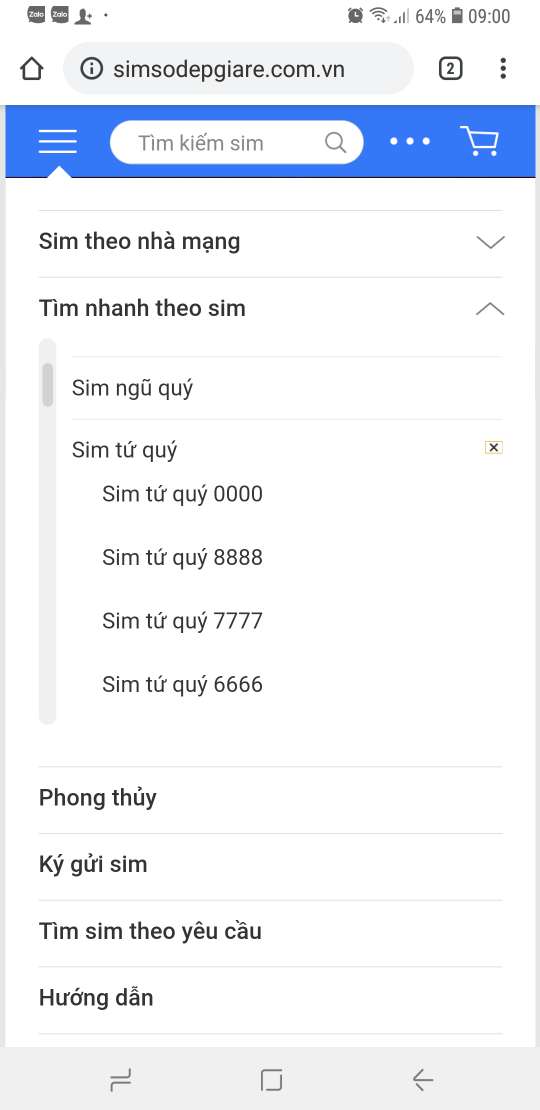 Zalo Zalo 64% 09:00
simsodepgiare.com.vn 2
Tìm kiếm sim
Sim theo nhà mạng
Tìm nhanh theo sim
Sim ngũ quý
Sim tứ quý
Sim tứ quý 0000
Sim tứ quý 8888
Sim tứ quý 7777
Sim tứ quý 6666
Phong thủy
Ký gửi sim
Tìm sim theo yêu cầu
Hướng dẫn